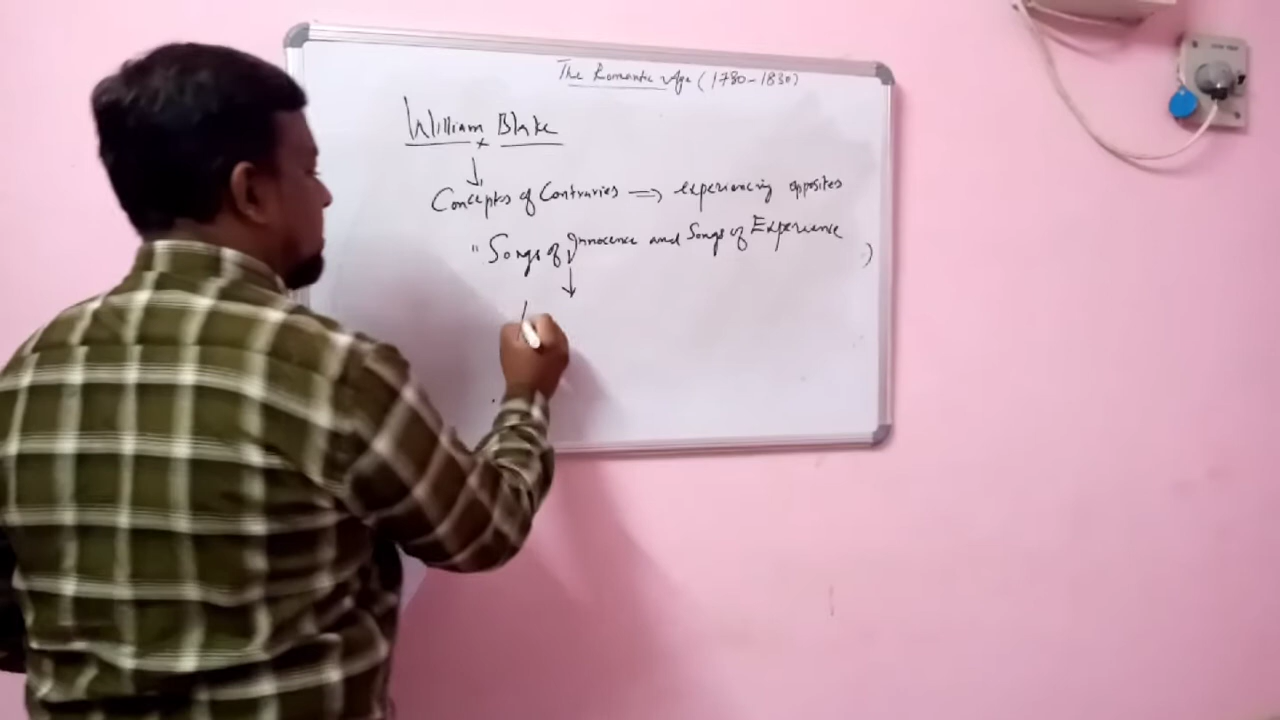 The Romantic Age (1780-1830)
William Blake
Concepts of Contraries ⇒ experiencing opposites
" Songs of Innocence and Songs of Experience )